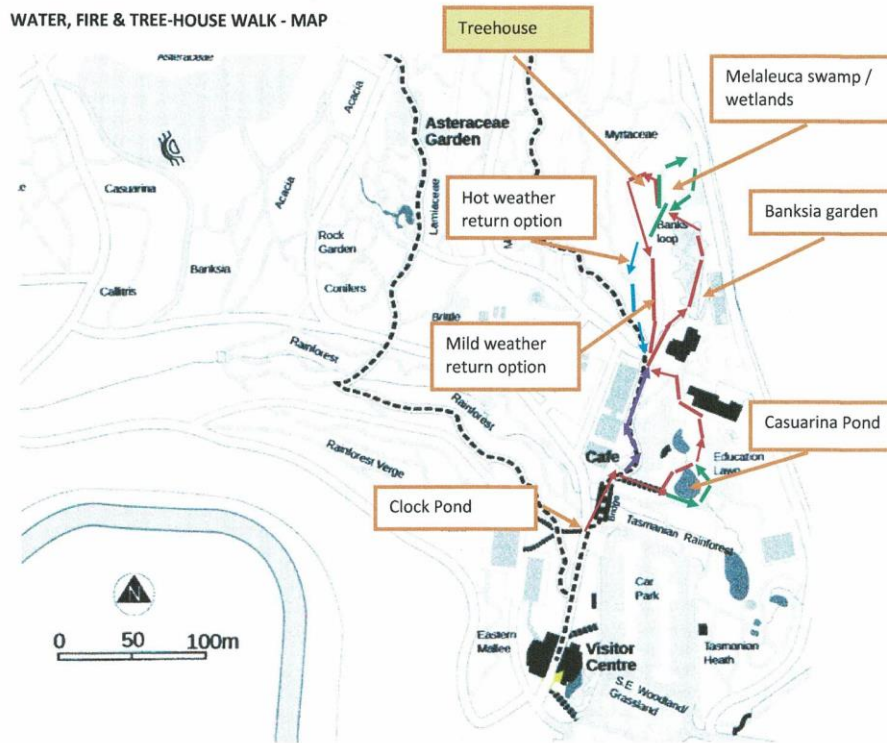 WATER, FIRE & TREE-HOUSE WALK - MAP
Treehouse
Asteraceae
Melaleuca swamp /
wetlands
Acacia
Asteraceae
Garden
Myrtaceae
Casuarina
Acacia
Lamiaceae
Hot weather
return option
Banks
loop
Banksia garden
Rock
Garden
Banksia
Callitris
Conifers
Mild weather
return option
Rainforest
Rainforest
Casuarina Pond
Cafe
Education
Lawn
Rainforest Verge
Clock Pond
Bridge
Tasmanian Rainforest
N
Car
Park
0 50 100m
Eastern
Mallee
Visitor
Centre
Tasmanian
Heath
S.E. Woodland/
Grassland